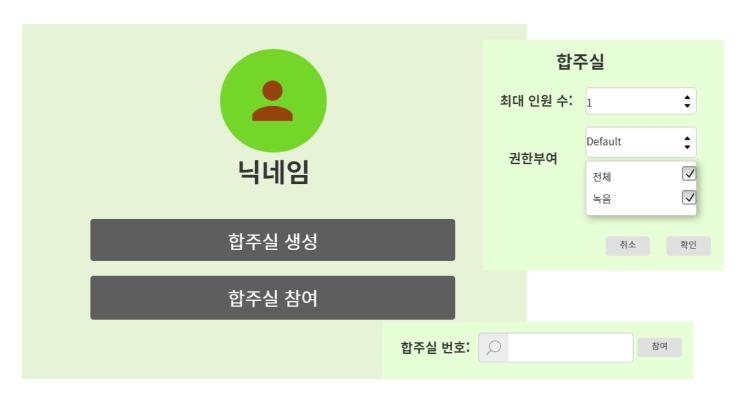 닉네임
합주실 생성
합주실 참여
합주실
최대 인원 수: 1
권한부여
Default
전체
녹음
취소 확인
합주실 번호: 참여